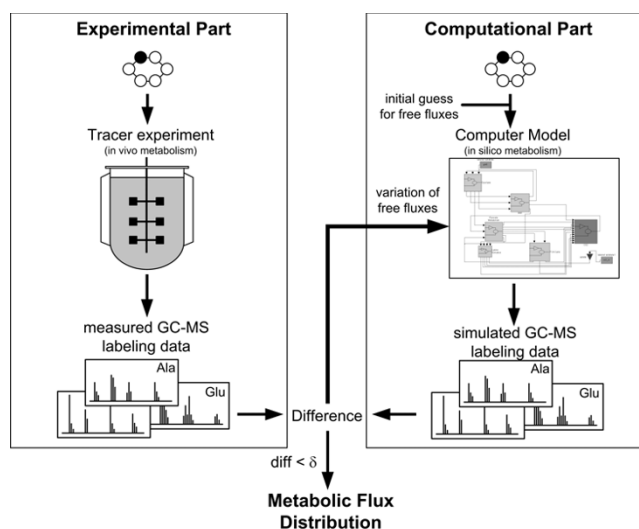 Experimental Part
Tracer experiment
(in vivo metabolism)
measured GC-MS
labeling data
Ala
Glu
Computational Part
initial guess
for free fluxes
Computer Model
(in silico metabolism)
variation of
free fluxes
simulated GC-MS
labeling data
Ala
Glu
Difference
diff < δ
Metabolic Flux
Distribution